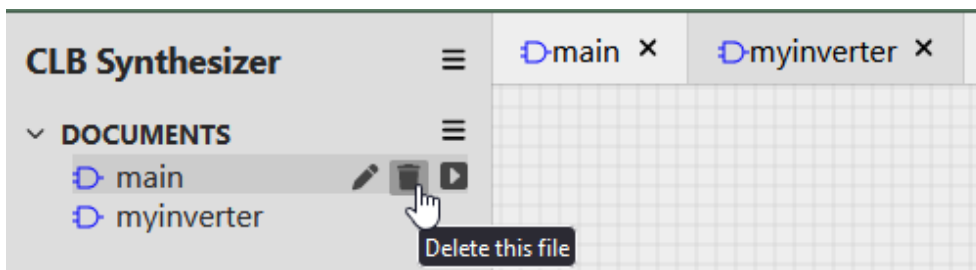 CLB Synthesizer
main
myinverter
DOCUMENTS
main
myinverter
Delete this file